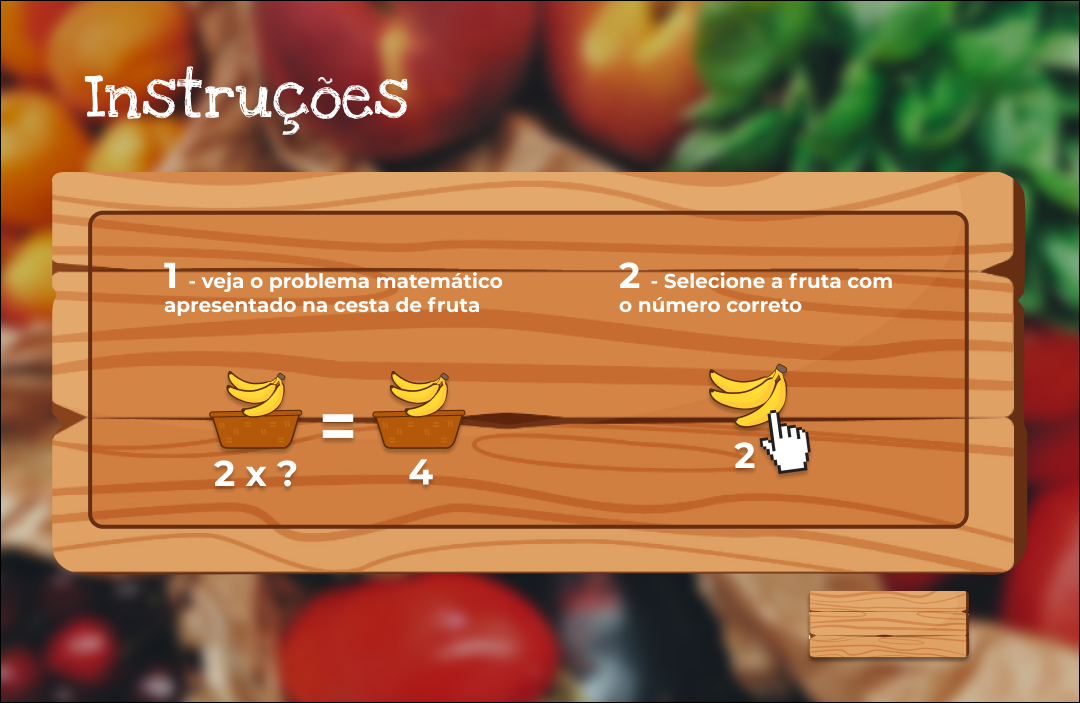 Instruções
1 - veja o problema matemático
apresentado na cesta de fruta
2 - Selecione a fruta com
o número correto
=
2 x ?
4
2